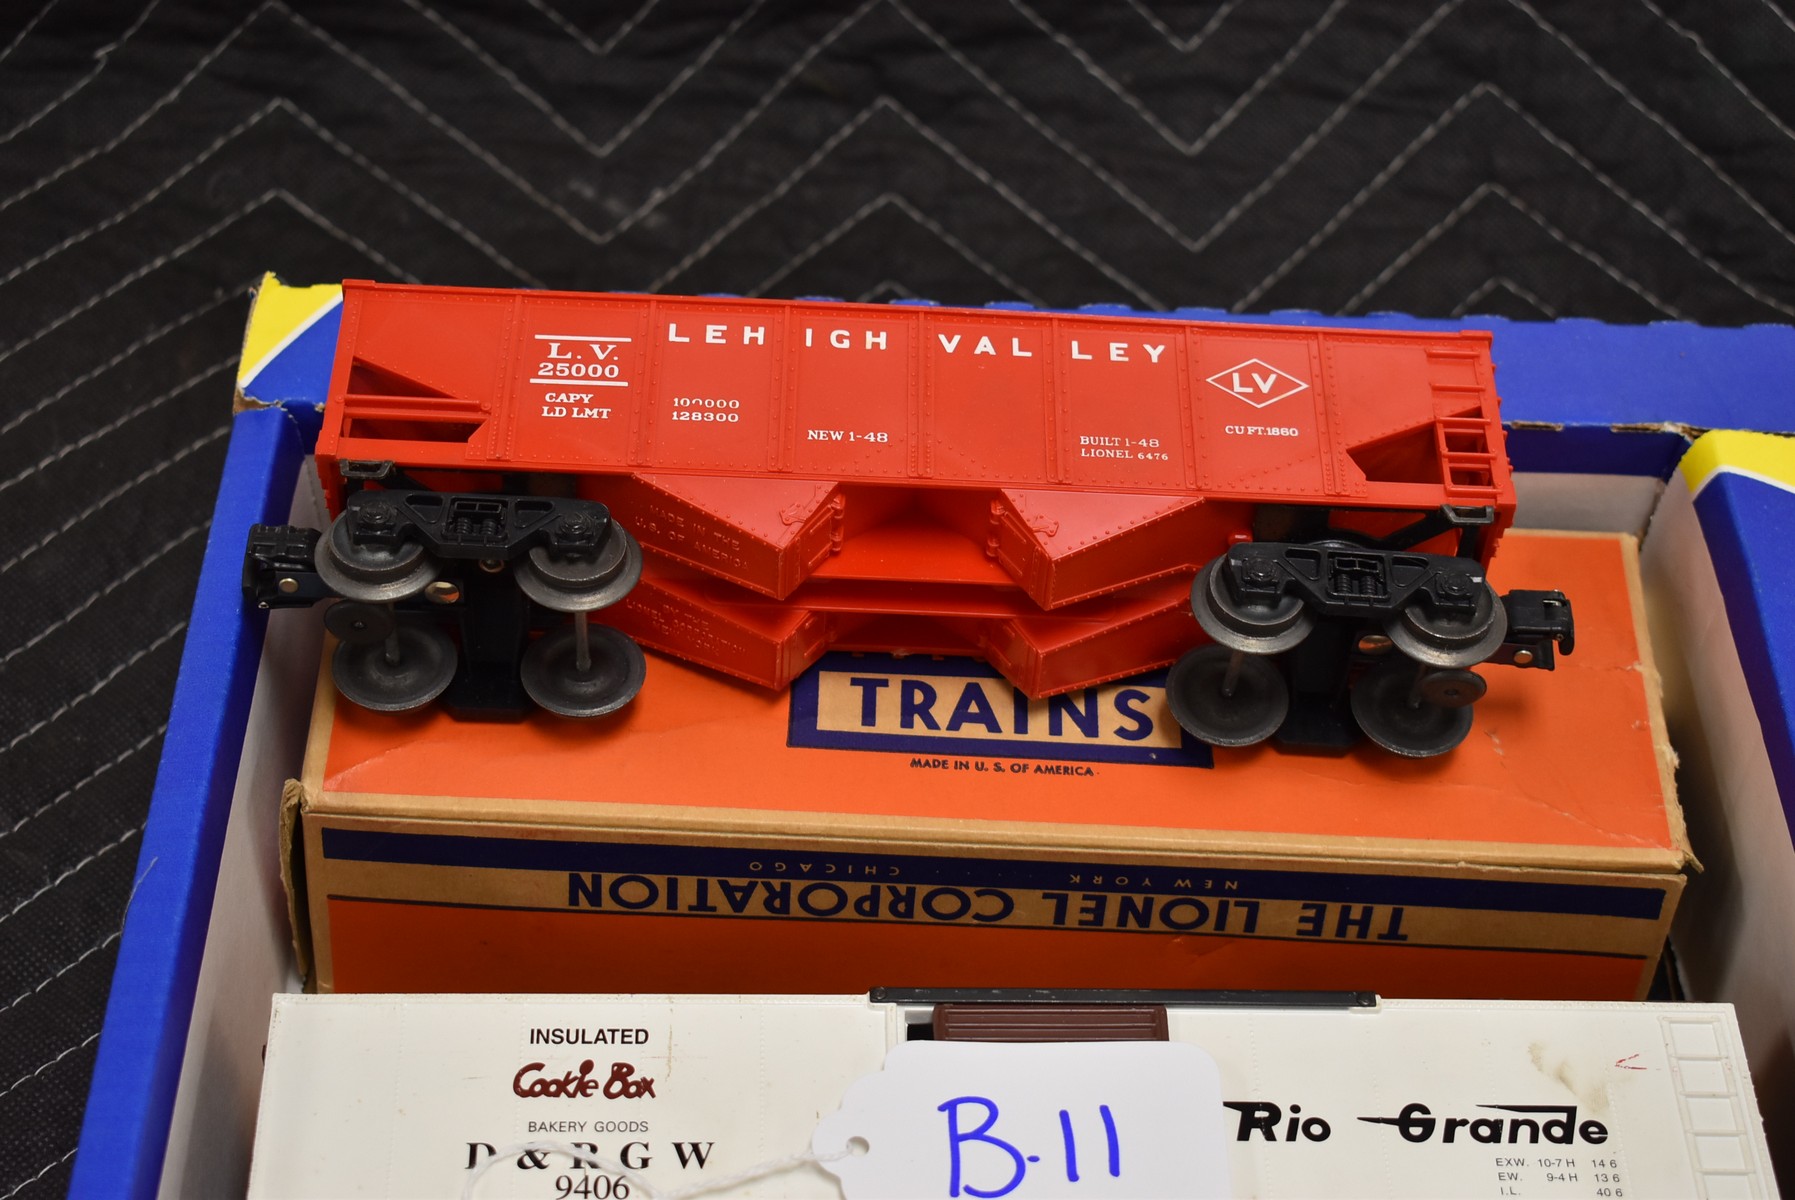 LEHIGH VALLEY
L.V.
25000
CAPY
LD LMT
100000
128300
NEW 1-48
BUILT 1-48
LIONEL 6476
LV
CU FT. 1860
MADE IN THE
U.S. OF AMERICA
TRAINS
MADE IN U. S. OF AMERICA
NEW YORK CHICAGO
THE LIONEL CORPORATION
INSULATED
Cookie Box
BAKERY GOODS
D & R G W
9406
B-11
Rio Grande
EXW. 10-7 H 14 6
EW. 9-4 H 13 6
I.L. 40 6